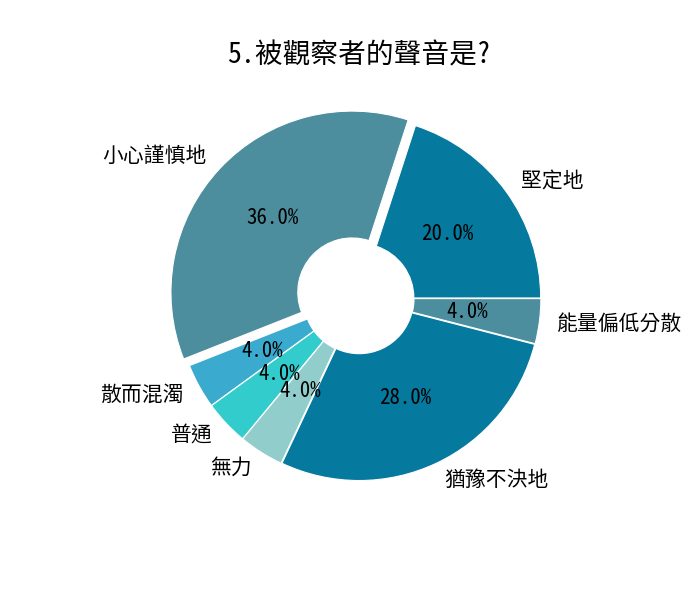 5.被觀察者的聲音是?
小心謹慎地
36.0%
堅定地
20.0%
能量偏低分散
4.0%
散而混濁
4.0%
普通
4.0%
無力
4.0%
猶豫不決地
28.0%